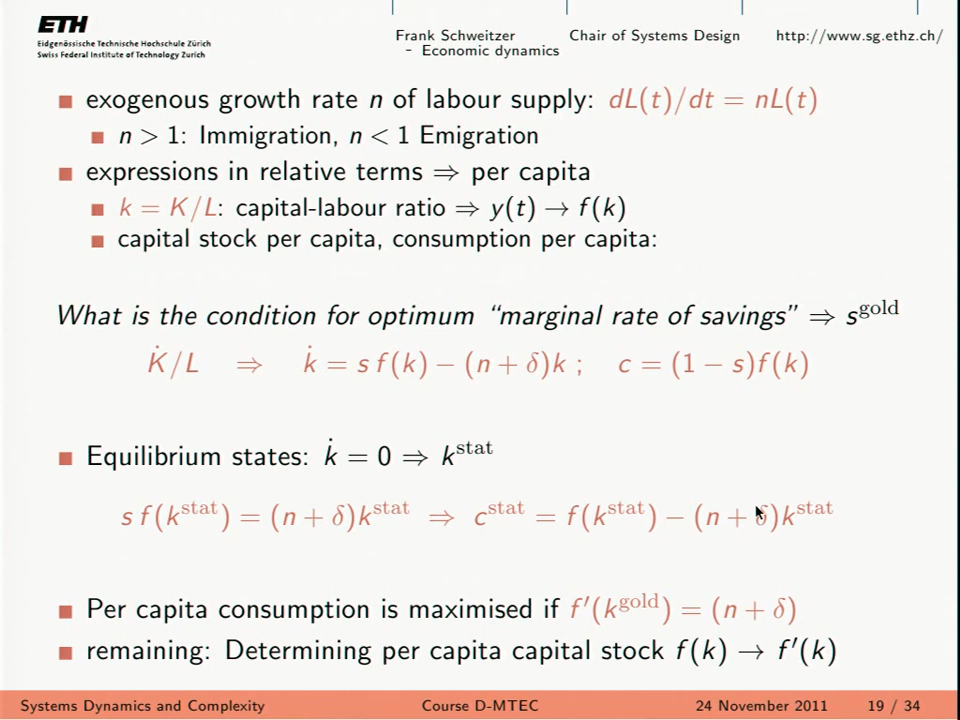 ETH
Eidgenössische Technische Hochschule Zürich
Swiss Federal Institute of Technology Zurich
Frank Schweitzer
- Economic dynamics
Chair of Systems Design
http://www.sg.ethz.ch/
exogenous growth rate n of labour supply: dL(t)/dt = nL(t)
n > 1: Immigration, n < 1 Emigration
expressions in relative terms ⇒ per capita
k = K/L: capital-labour ratio ⇒ y(t) → f(k)
capital stock per capita, consumption per capita:
What is the condition for optimum “marginal rate of savings” ⇒ s^gold
K̇/L ⇒ k̇ = s f(k) − (n + δ)k ; c = (1 − s)f(k)
Equilibrium states: k̇ = 0 ⇒ k^stat
s f(k^stat) = (n + δ)k^stat ⇒ c^stat = f(k^stat) − (n + δ)k^stat
Per capita consumption is maximised if f′(k^gold) = (n + δ)
remaining: Determining per capita capital stock f(k) → f′(k)
Systems Dynamics and Complexity
Course D-MTEC
24 November 2011
19 / 34